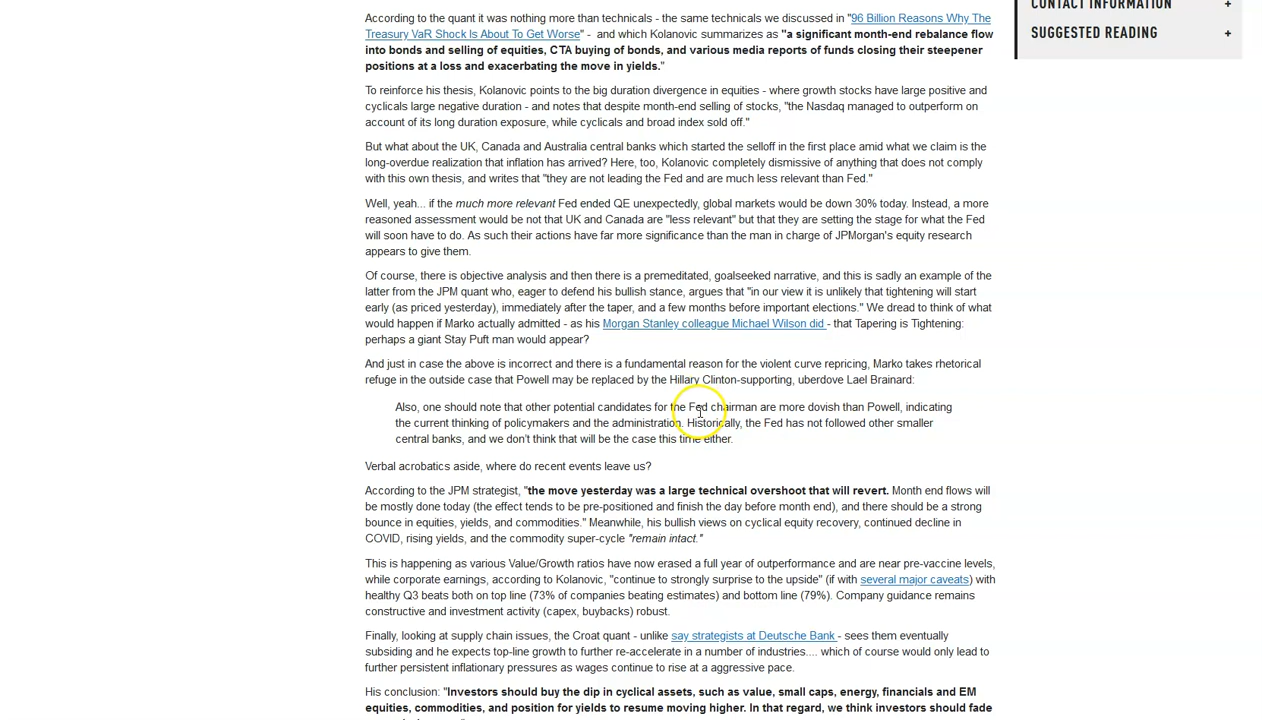 CONTACT INFORMATION +
SUGGESTED READING +
According to the quant it was nothing more than technicals - the same technicals we discussed in "96 Billion Reasons Why The
Treasury VaR Shock Is About To Get Worse" - and which Kolanovic summarizes as "a significant month-end rebalance flow
into bonds and selling of equities, CTA buying of bonds, and various media reports of funds closing their steepener
positions at a loss and exacerbating the move in yields."
To reinforce his thesis, Kolanovic points to the big duration divergence in equities - where growth stocks have large positive and
cyclicals large negative duration - and notes that despite month-end selling of stocks, "the Nasdaq managed to outperform on
account of its long duration exposure, while cyclicals and broad index sold off."
But what about the UK, Canada and Australia central banks which started the selloff in the first place amid what we claim is the
long-overdue realization that inflation has arrived? Here, too, Kolanovic completely dismissive of anything that does not comply
with this own thesis, and writes that "they are not leading the Fed and are much less relevant than Fed."
Well, yeah... if the much more relevant Fed ended QE unexpectedly, global markets would be down 30% today. Instead, a more
reasoned assessment would be not that UK and Canada are "less relevant" but that they are setting the stage for what the Fed
will soon have to do. As such their actions have far more significance than the man in charge of JPMorgan's equity research
appears to give them.
Of course, there is objective analysis and then there is a premeditated, goalseeked narrative, and this is sadly an example of the
latter from the JPM quant who, eager to defend his bullish stance, argues that "in our view it is unlikely that tightening will start
early (as priced yesterday), immediately after the taper, and a few months before important elections." We dread to think of what
would happen if Marko actually admitted - as his Morgan Stanley colleague Michael Wilson did - that Tapering is Tightening:
perhaps a giant Stay Puft man would appear?
And just in case the above is incorrect and there is a fundamental reason for the violent curve repricing, Marko takes rhetorical
refuge in the outside case that Powell may be replaced by the Hillary Clinton-supporting, uberdove Lael Brainard:
Also, one should note that other potential candidates for the Fed chairman are more dovish than Powell, indicating
the current thinking of policymakers and the administration. Historically, the Fed has not followed other smaller
central banks, and we don't think that will be the case this time either.
Verbal acrobatics aside, where do recent events leave us?
According to the JPM strategist, "the move yesterday was a large technical overshoot that will revert. Month end flows will
be mostly done today (the effect tends to be pre-positioned and finish the day before month end), and there should be a strong
bounce in equities, yields, and commodities." Meanwhile, his bullish views on cyclical equity recovery, continued decline in
COVID, rising yields, and the commodity super-cycle "remain intact."
This is happening as various Value/Growth ratios have now erased a full year of outperformance and are near pre-vaccine levels,
while corporate earnings, according to Kolanovic, "continue to strongly surprise to the upside" (if with several major caveats) with
healthy Q3 beats both on top line (73% of companies beating estimates) and bottom line (79%). Company guidance remains
constructive and investment activity (capex, buybacks) robust.
Finally, looking at supply chain issues, the Croat quant - unlike say strategists at Deutsche Bank - sees them eventually
subsiding and he expects top-line growth to further re-accelerate in a number of industries.... which of course would only lead to
further persistent inflationary pressures as wages continue to rise at a aggressive pace.
His conclusion: "Investors should buy the dip in cyclical assets, such as value, small caps, energy, financials and EM
equities, commodities, and position for yields to resume moving higher. In that regard, we think investors should fade